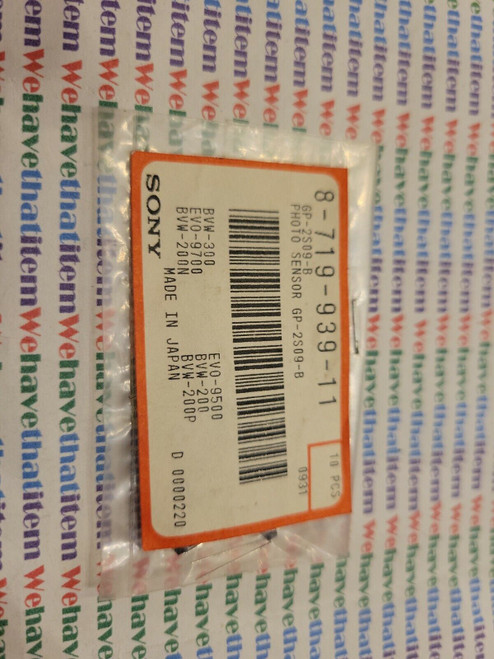 8-719-939-11
GP-2S09-B
PHOTO SENSOR GP-2S09-B
10 PCS
0931
BVW-300
EVO-9500
EVO-9700
BVW-200
BVW-200N
BVW-200P
MADE IN JAPAN
D 0000220
SONY
Wehavethatitem